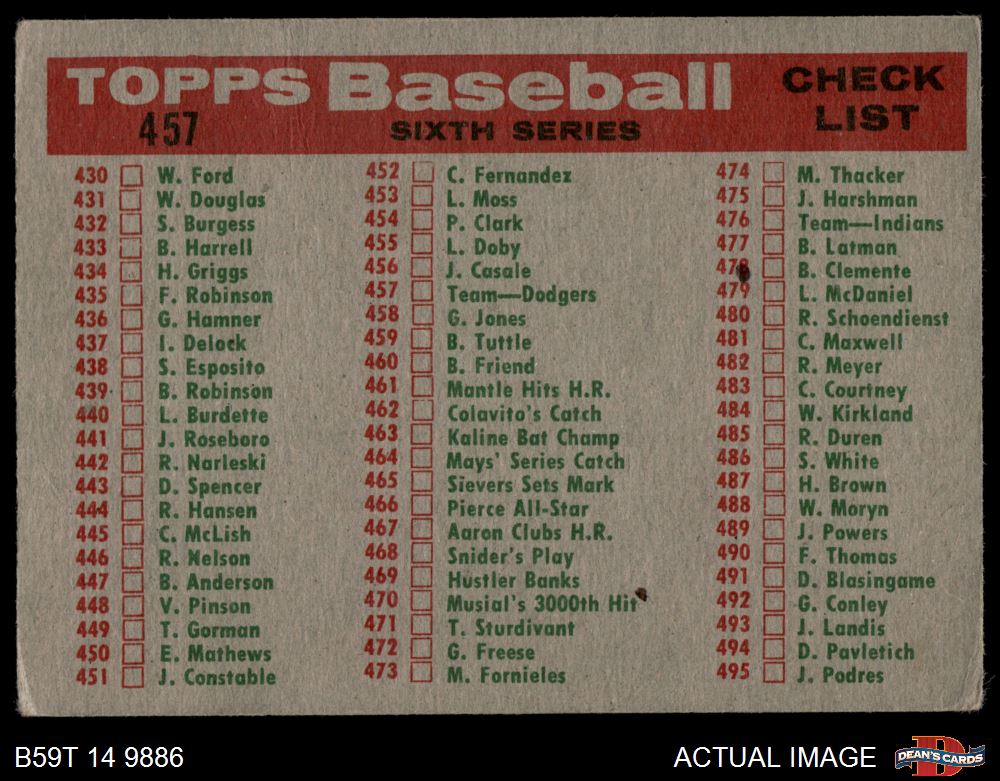 TOPPS Baseball
457
SIXTH SERIES
CHECK
LIST
430 W. Ford
431 W. Douglas
432 S. Burgess
433 B. Harrell
434 H. Griggs
435 F. Robinson
436 G. Hamner
437 I. Delock
438 S. Esposito
439 B. Robinson
440 L. Burdette
441 J. Roseboro
442 R. Narleski
443 D. Spencer
444 R. Hansen
445 C. McLish
446 R. Nelson
447 B. Anderson
448 V. Pinson
449 T. Gorman
450 E. Mathews
451 J. Constable
452 C. Fernandez
453 L. Moss
454 P. Clark
455 L. Doby
456 J. Casale
457 Team—Dodgers
458 G. Jones
459 B. Tuttle
460 B. Friend
461 Mantle Hits H.R.
462 Colavito's Catch
463 Kaline Bat Champ
464 Mays' Series Catch
465 Sievers Sets Mark
466 Pierce All-Star
467 Aaron Clubs H.R.
468 Snider's Play
469 Hustler Banks
470 Musial's 3000th Hit
471 T. Sturdivant
472 G. Freese
473 M. Fornieles
474 M. Thacker
475 J. Harshman
476 Team—Indians
477 B. Latman
478 B. Clemente
479 L. McDaniel
480 R. Schoendienst
481 C. Maxwell
482 R. Meyer
483 C. Courtney
484 W. Kirkland
485 R. Duren
486 S. White
487 H. Brown
488 W. Moryn
489 J. Powers
490 F. Thomas
491 D. Blasingame
492 G. Conley
493 J. Landis
494 D. Pavletich
495 J. Podres
B59T 14 9886
ACTUAL IMAGE
D
DEAN'S CARDS